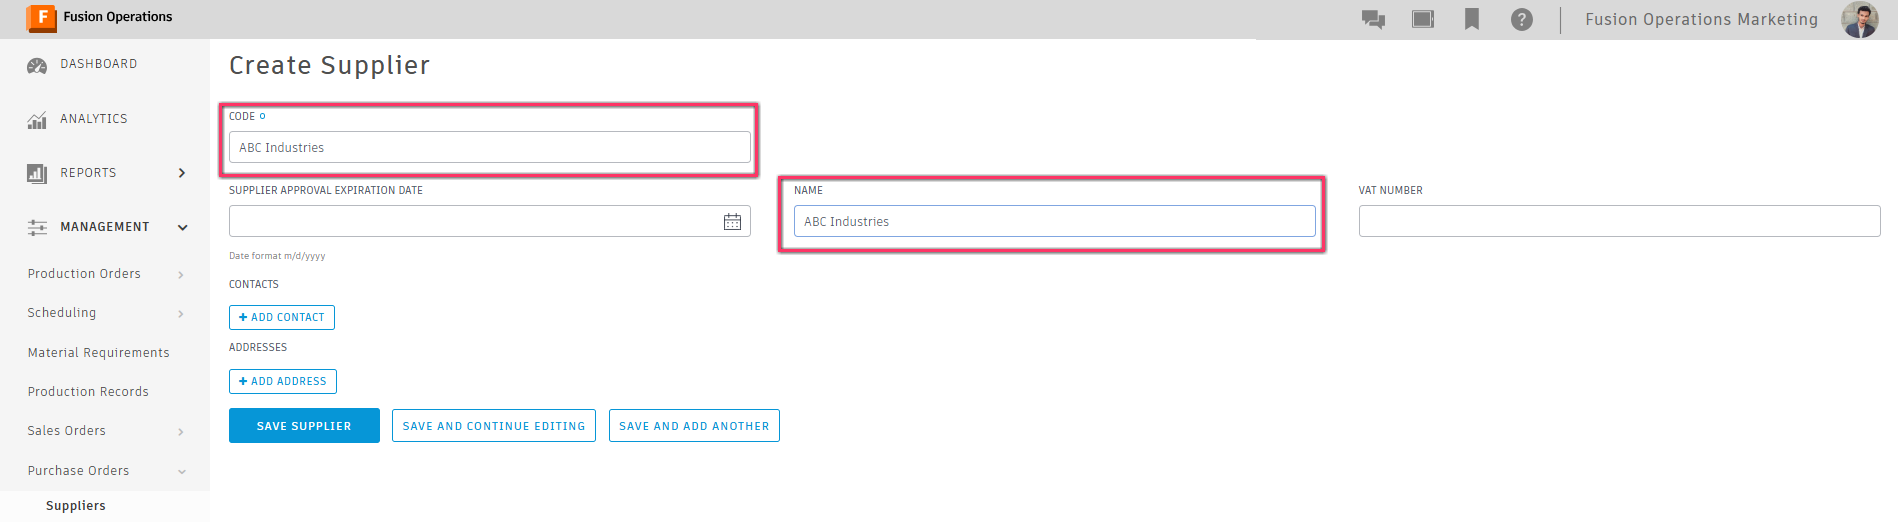 F Fusion Operations
Fusion Operations Marketing
DASHBOARD
ANALYTICS
REPORTS
MANAGEMENT
Production Orders
Scheduling
Material Requirements
Production Records
Sales Orders
Purchase Orders
Suppliers
Create Supplier
CODE
ABC Industries
SUPPLIER APPROVAL EXPIRATION DATE
NAME
VAT NUMBER
ABC Industries
Date format m/d/yyyy
CONTACTS
+ ADD CONTACT
ADDRESSES
+ ADD ADDRESS
SAVE SUPPLIER
SAVE AND CONTINUE EDITING
SAVE AND ADD ANOTHER